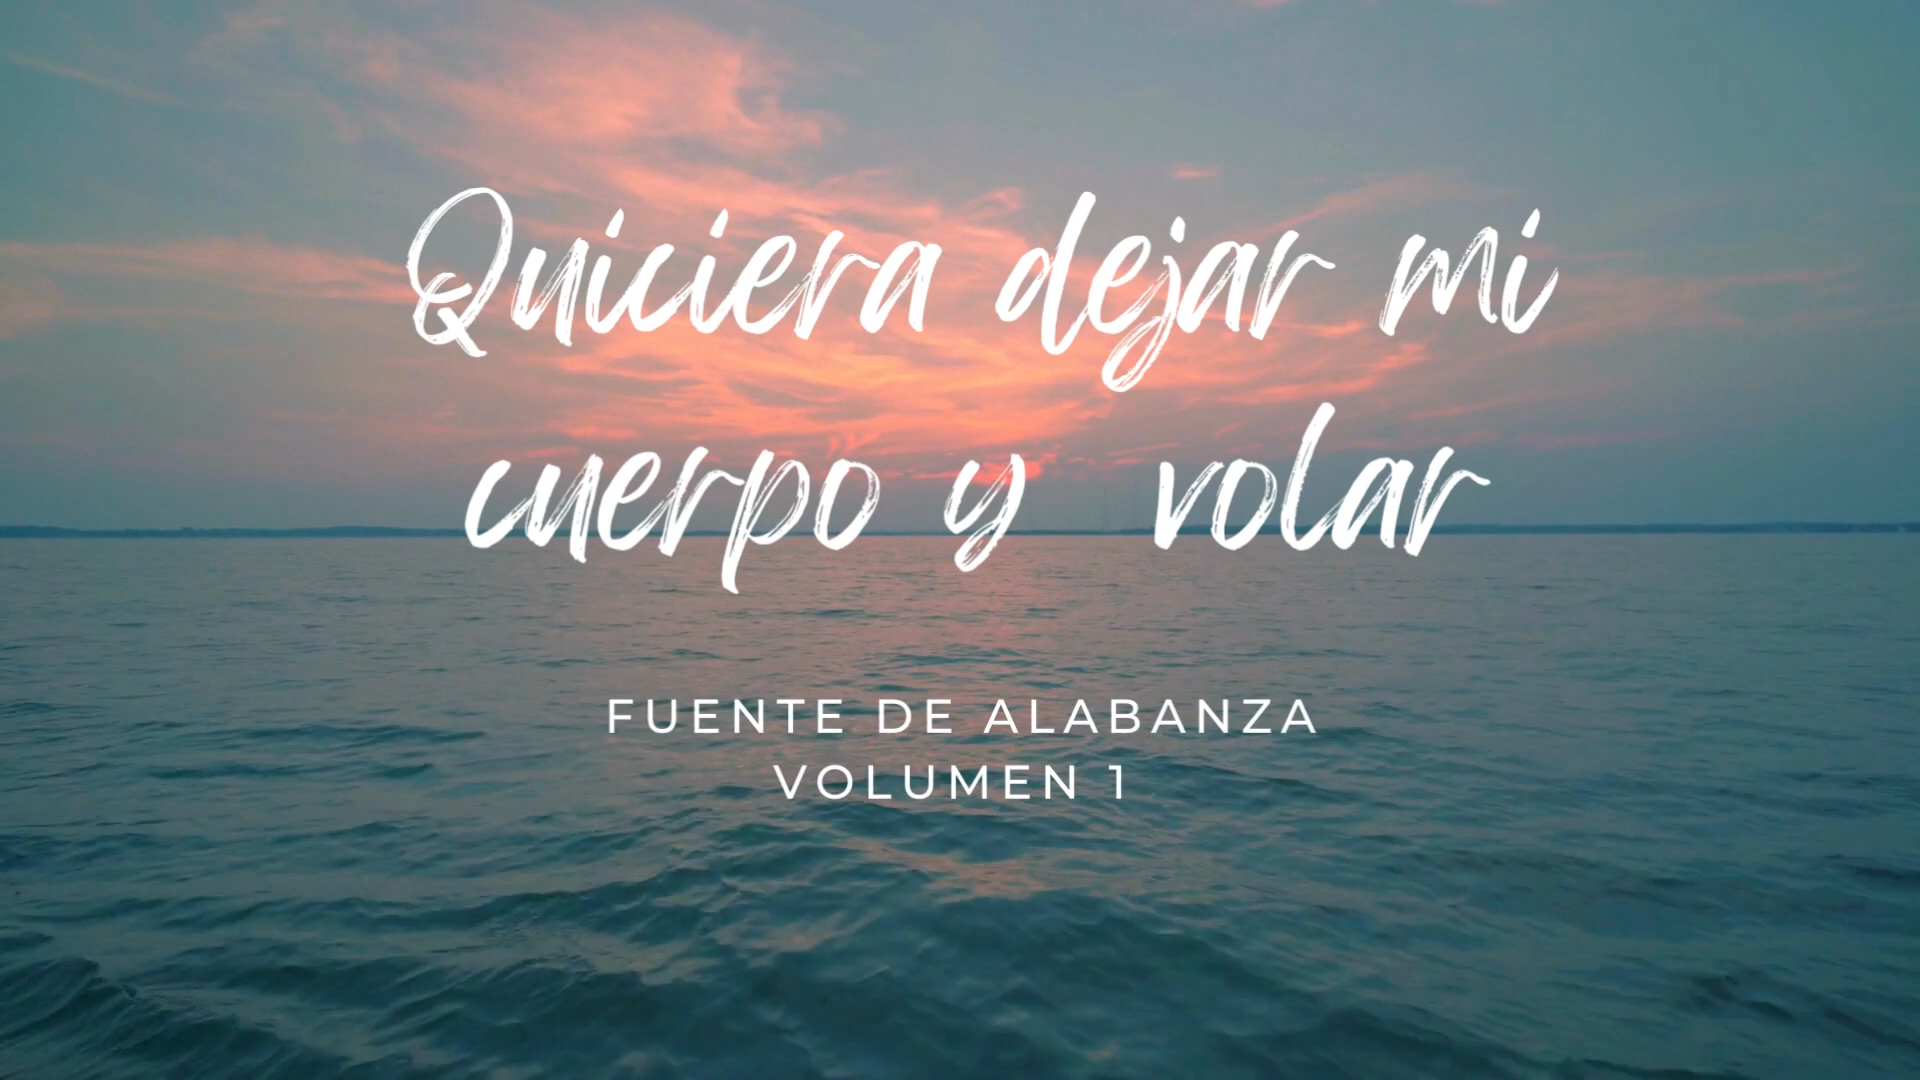 Quiciera dejar mi
cuerpo y volar
FUENTE DE ALABANZA
VOLUMEN 1